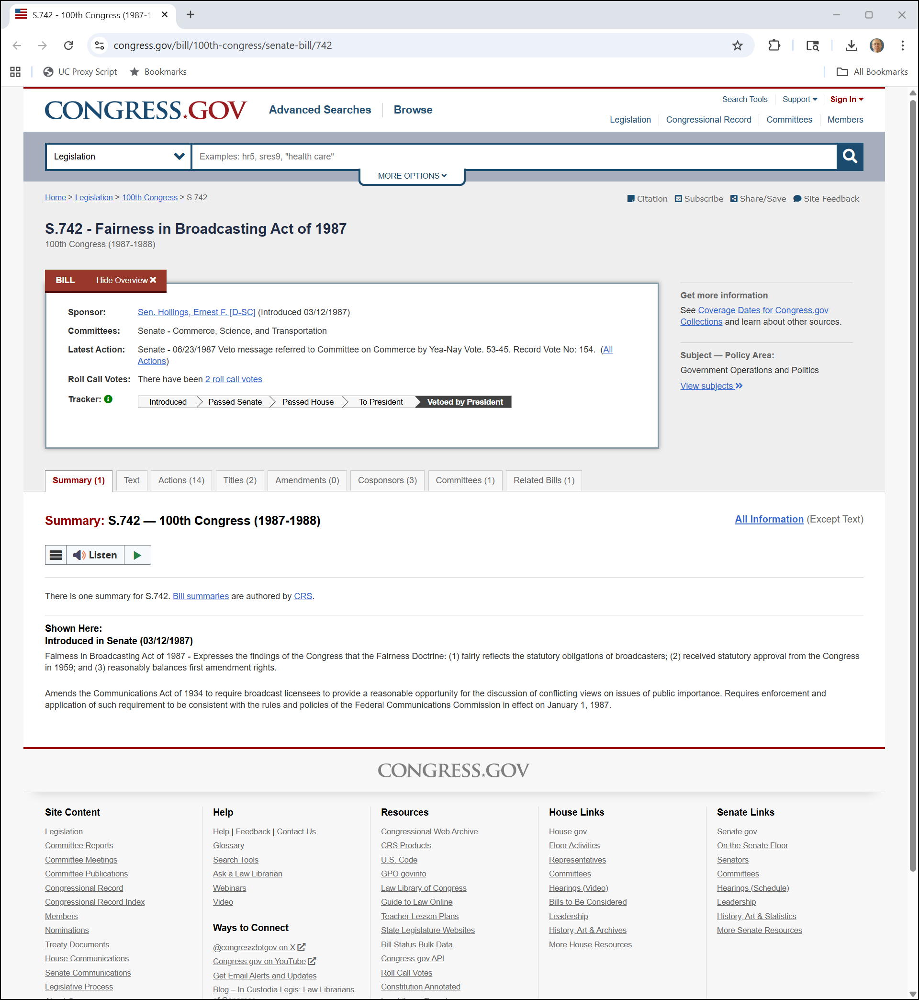 S.742 - 100th Congress (1987-1
congress.gov/bill/100th-congress/senate-bill/742
UC Proxy Script
Bookmarks
All Bookmarks
CONGRESS.GOV
Advanced Searches
Browse
Search Tools
Support
Sign In
Legislation
Congressional Record
Committees
Members
Legislation
Examples: hr5, sres9, "health care"
MORE OPTIONS
Home > Legislation > 100th Congress > S.742
Citation
Subscribe
Share/Save
Site Feedback
S.742 - Fairness in Broadcasting Act of 1987
100th Congress (1987-1988)
BILL
Hide Overview
Sponsor: Sen. Hollings, Ernest F. [D-SC] (Introduced 03/12/1987)
Committees: Senate - Commerce, Science, and Transportation
Latest Action: Senate - 06/23/1987 Veto message referred to Committee on Commerce by Yea-Nay Vote. 53-45. Record Vote No: 154. (All
Actions)
Roll Call Votes: There have been 2 roll call votes
Tracker: Introduced Passed Senate Passed House To President Vetoed by President
Get more information
See Coverage Dates for Congress.gov
Collections and learn about other sources.
Subject — Policy Area:
Government Operations and Politics
View subjects
Summary (1)
Text
Actions (14)
Titles (2)
Amendments (0)
Cosponsors (3)
Committees (1)
Related Bills (1)
Summary: S.742 — 100th Congress (1987-1988)
All Information (Except Text)
Listen
There is one summary for S.742. Bill summaries are authored by CRS.
Shown Here:
Introduced in Senate (03/12/1987)
Fairness in Broadcasting Act of 1987 - Expresses the findings of the Congress that the Fairness Doctrine: (1) fairly reflects the statutory obligations of broadcasters; (2) received statutory approval from the Congress
in 1959; and (3) reasonably balances first amendment rights.
Amends the Communications Act of 1934 to require broadcast licensees to provide a reasonable opportunity for the discussion of conflicting views on issues of public importance. Requires enforcement and
application of such requirement to be consistent with the rules and policies of the Federal Communications Commission in effect on January 1, 1987.
CONGRESS.GOV
Site Content
Legislation
Committee Reports
Committee Meetings
Committee Publications
Congressional Record
Congressional Record Index
Members
Nominations
Treaty Documents
House Communications
Senate Communications
Legislative Process
Help
Help | Feedback | Contact Us
Glossary
Search Tools
Ask a Law Librarian
Webinars
Video
Ways to Connect
@congressdotgov on X
Congress.gov on YouTube
Get Email Alerts and Updates
Blog – In Custodia Legis: Law Librarians
Resources
Congressional Web Archive
CRS Products
U.S. Code
GPO govinfo
Law Library of Congress
Guide to Law Online
Teacher Lesson Plans
State Legislature Websites
Bill Status Bulk Data
Congress.gov API
Roll Call Votes
Constitution Annotated
House Links
House.gov
Floor Activities
Representatives
Committees
Hearings (Video)
Bills to Be Considered
Leadership
History, Art & Archives
More House Resources
Senate Links
Senate.gov
On the Senate Floor
Senators
Committees
Hearings (Schedule)
Leadership
History, Art & Statistics
More Senate Resources